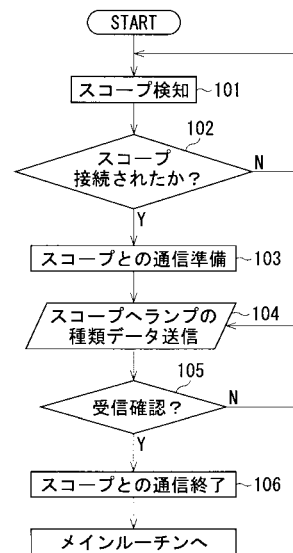 START
スコープ検知
101
102
スコープ
接続されたか？
N
Y
スコープとの通信準備
103
スコープへランプの
種類データ送信
104
105
受信確認？
N
Y
スコープとの通信終了
106
メインルーチンへ